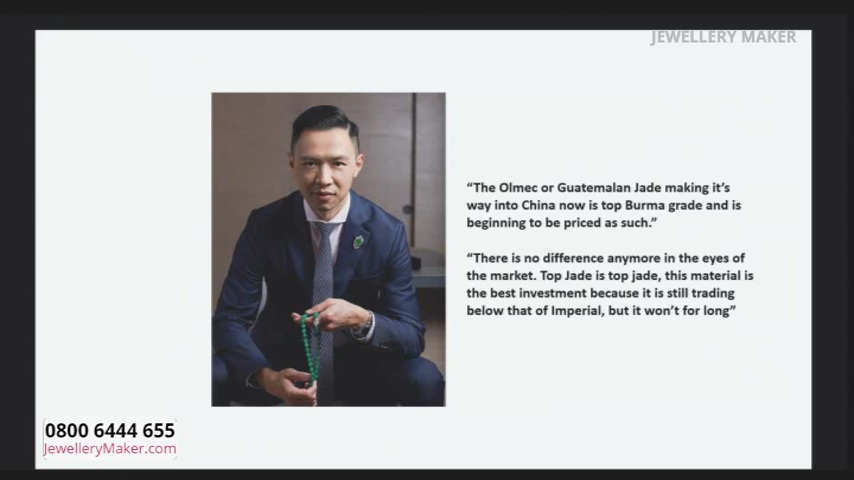 JEWELLERY MAKER
“The Olmec or Guatemalan Jade making it’s
way into China now is top Burma grade and is
beginning to be priced as such.”
“There is no difference anymore in the eyes of
the market. Top Jade is top jade, this material is
the best investment because it is still trading
below that of Imperial, but it won’t for long”
0800 6444 655
JewelleryMaker.com